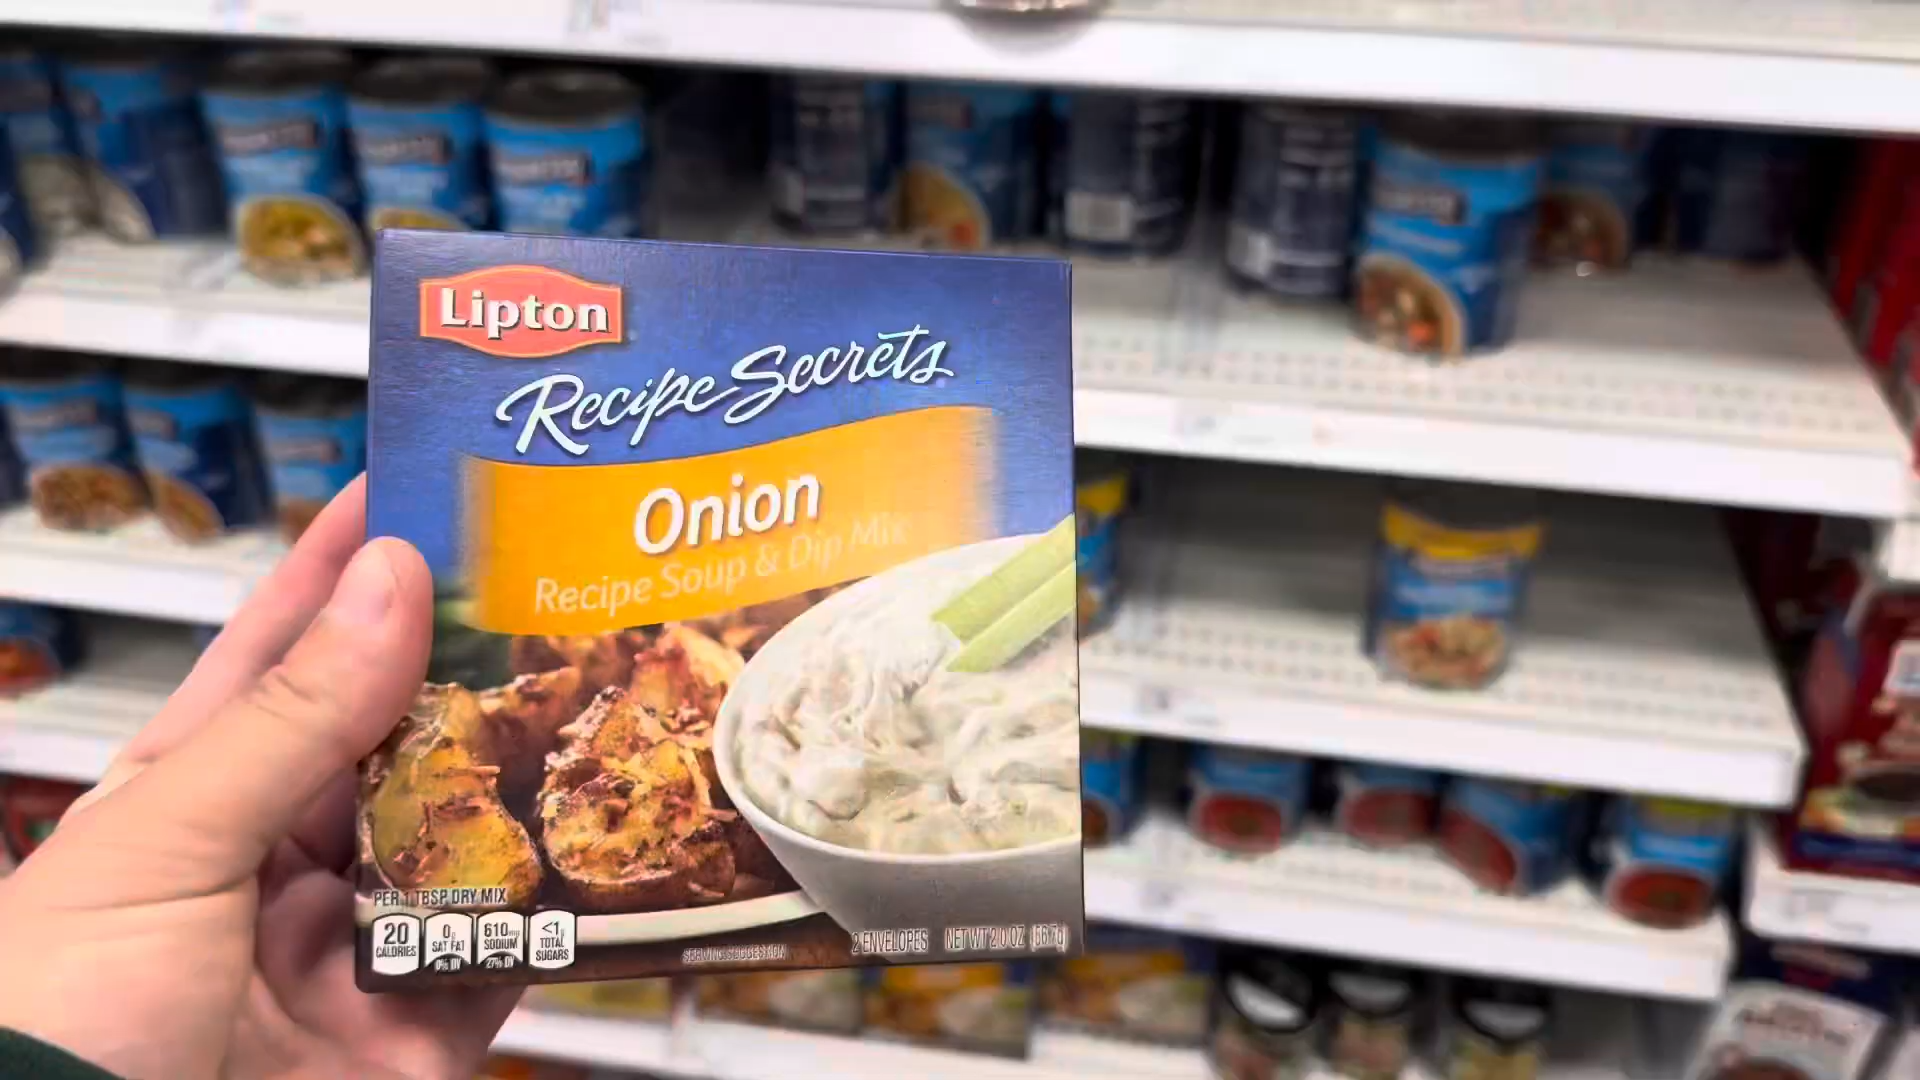 Lipton
Recipe Secrets
Onion
Recipe Soup & Dip Mix
PER 1 TBSP DRY MIX
20 CALORIES
0g SAT FAT 0% DV
610mg SODIUM 27% DV
<1g TOTAL SUGARS
SERVING SUGGESTION
2 ENVELOPES NET WT 2.0 OZ (56.7g)